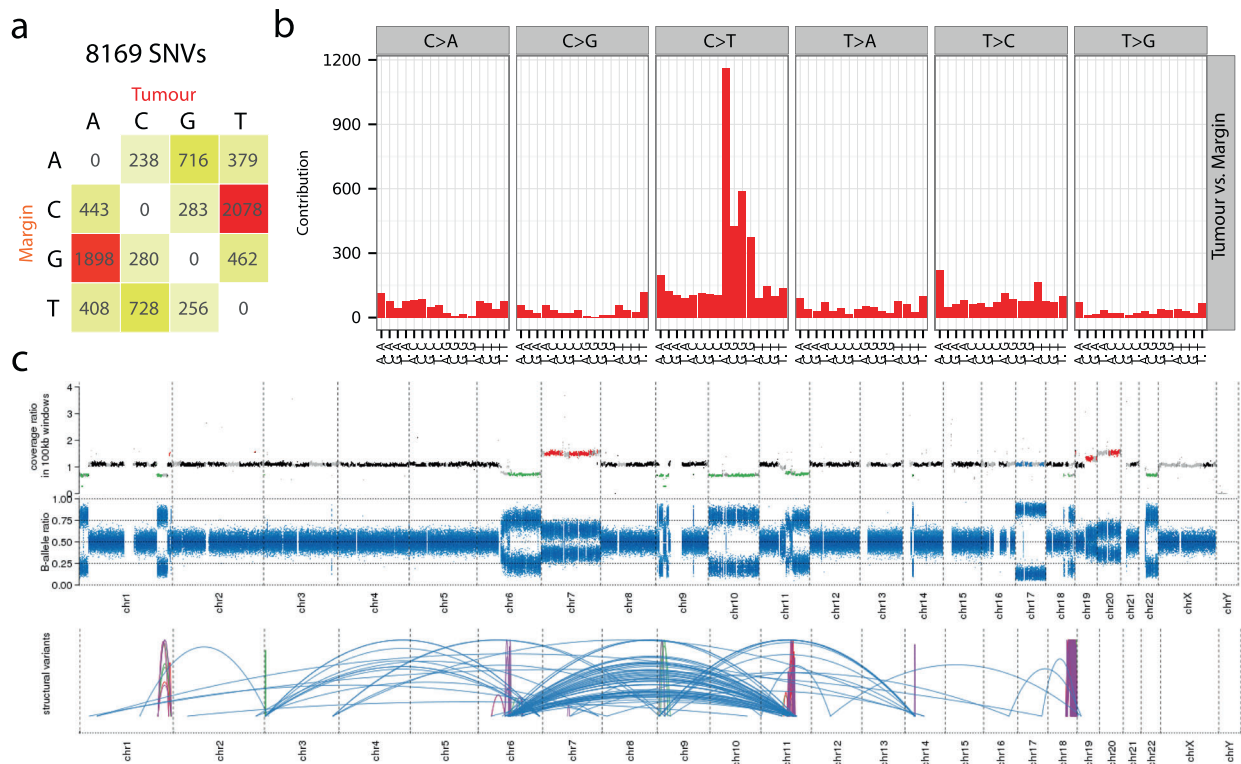 a
8169 SNVs
Tumour
A C G T
Margin
A 0 238 716 379
C 443 0 283 2078
G 1898 280 0 462
T 408 728 256 0
b
C>A C>G C>T T>A T>C T>G
Contribution
1200
900
600
300
0
Tumour vs. Margin
c
coverage ratio
in 100kb windows
4
3
2
1
0
B-allele ratio
1.00
0.75
0.50
0.25
0.00
chr1 chr2 chr3 chr4 chr5 chr6 chr7 chr8 chr9 chr10 chr11 chr12 chr13 chr14 chr15 chr16 chr17 chr18 chr19 chr20 chr21 chr22 chrX chrY
structural variants
chr1 chr2 chr3 chr4 chr5 chr6 chr7 chr8 chr9 chr10 chr11 chr12 chr13 chr14 chr15 chr16 chr17 chr18 chr19 chr20 chr21 chr22 chrX chrY